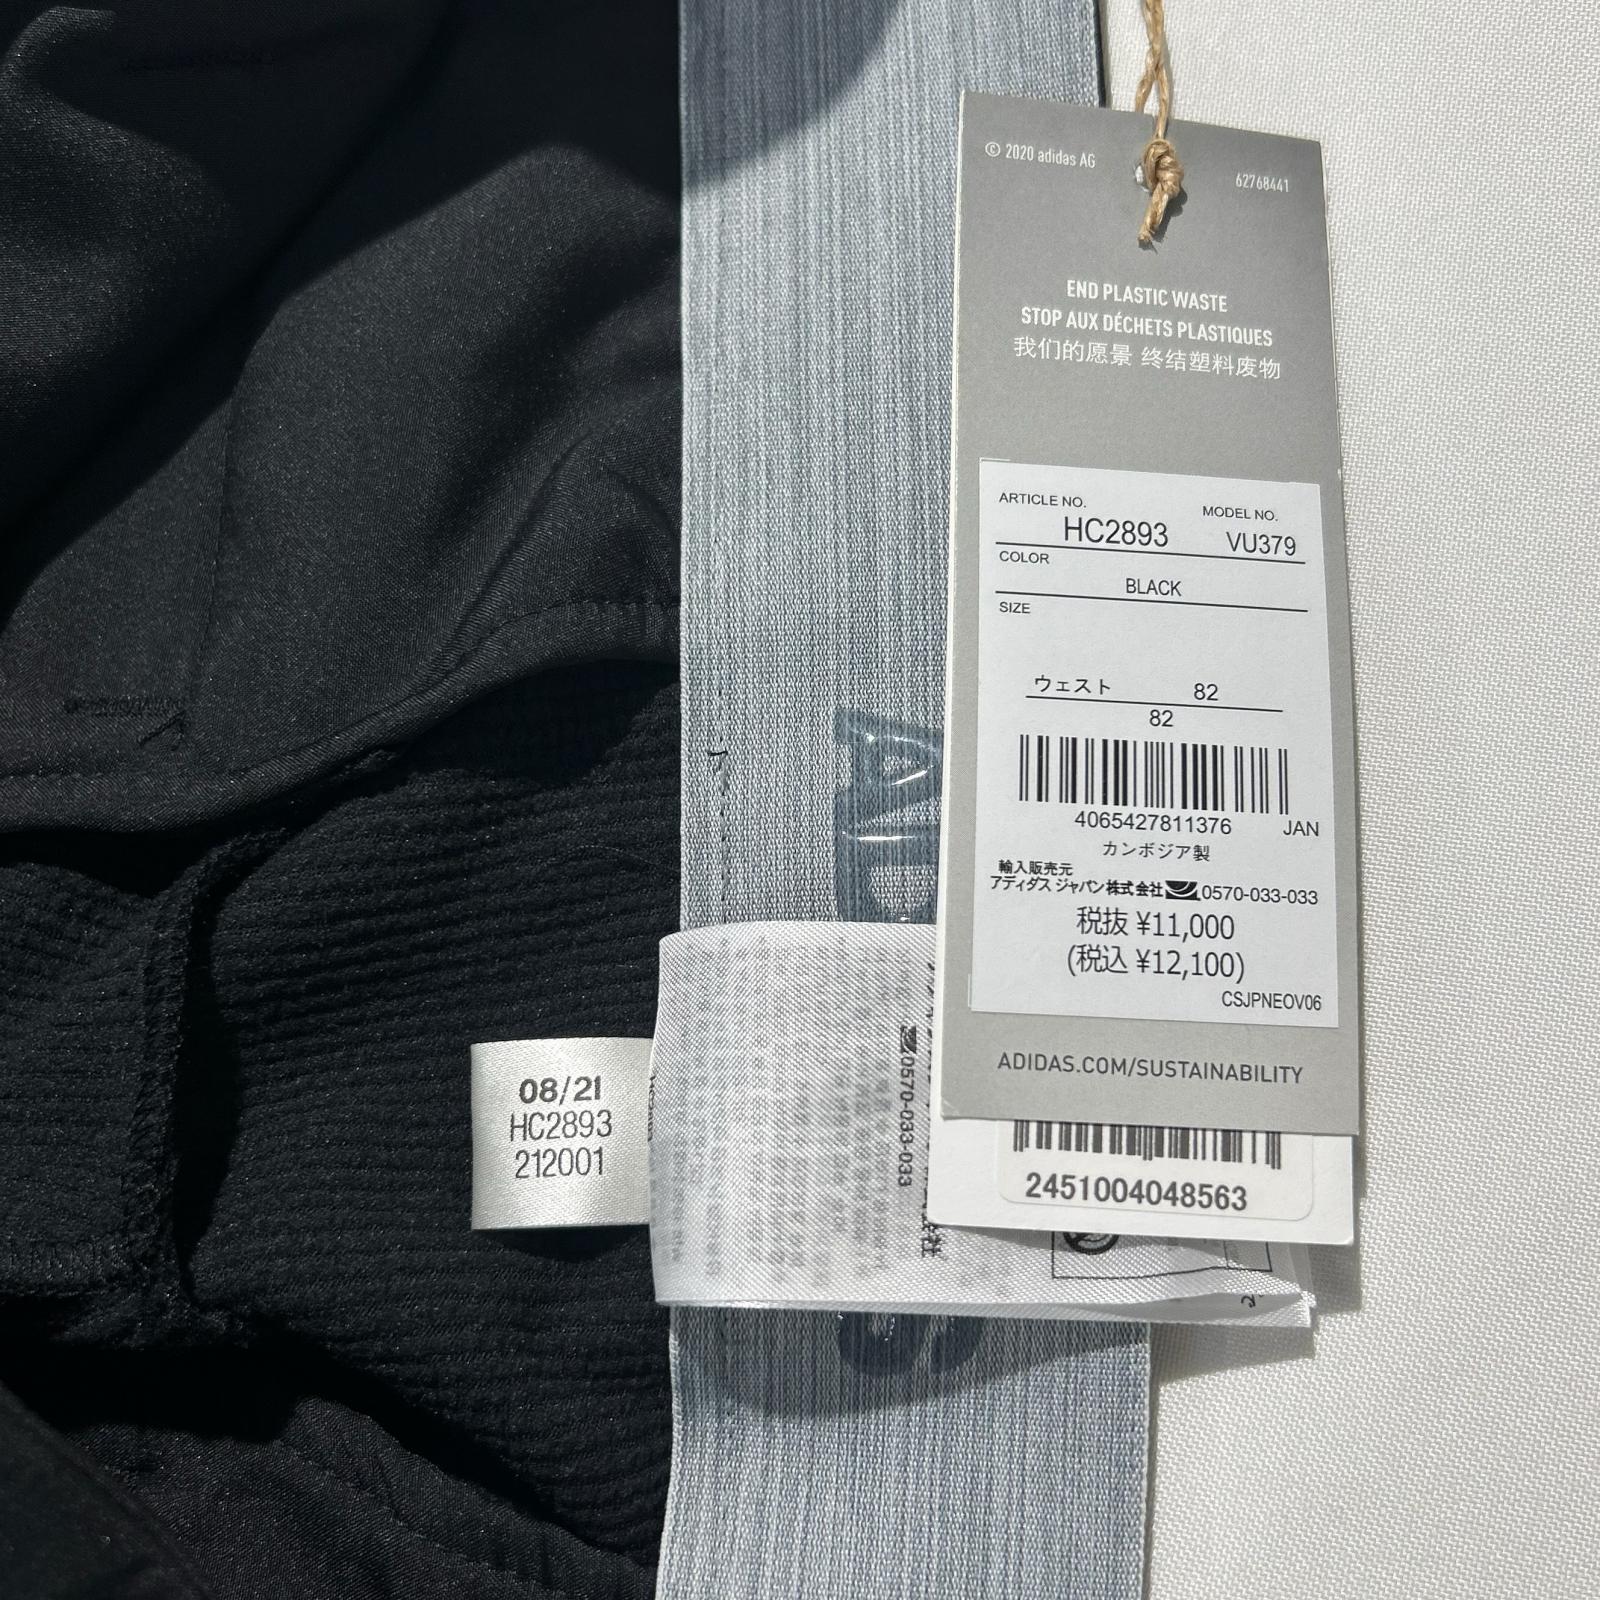 © 2020 adidas AG
62768441
END PLASTIC WASTE
STOP AUX DÉCHETS PLASTIQUES
我们的愿景 终结塑料废物
ARTICLE NO.
MODEL NO.
HC2893
VU379
COLOR
BLACK
SIZE
ウェスト 82
82
4065427811376 JAN
カンボジア製
輸入販売元
アディダス ジャパン株式会社 0570-033-033
税抜 ¥11,000
(税込 ¥12,100)
CSJPNEOV06
ADIDAS.COM/SUSTAINABILITY
2451004048563
08/21
HC2893
212001
0570-033-033